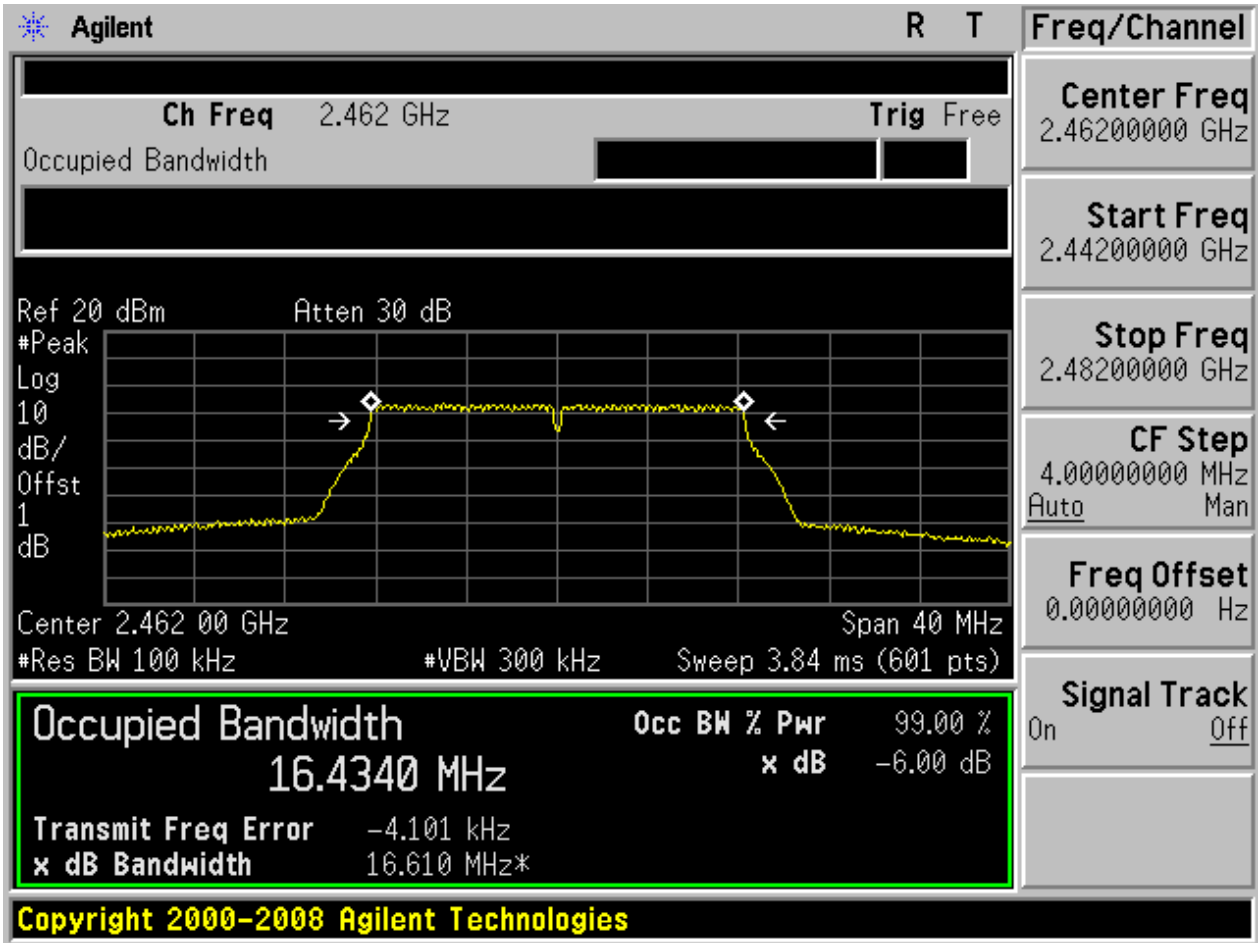 Agilent R T
Ch Freq 2.462 GHz Trig Free
Occupied Bandwidth
Ref 20 dBm Atten 30 dB
#Peak
Log
10
dB/
Offst
1
dB
Center 2.462 00 GHz Span 40 MHz
#Res BW 100 kHz #VBW 300 kHz Sweep 3.84 ms (601 pts)
Occupied Bandwidth
16.4340 MHz
Occ BW % Pwr 99.00 %
x dB -6.00 dB
Transmit Freq Error -4.101 kHz
x dB Bandwidth 16.610 MHz*
Copyright 2000-2008 Agilent Technologies
Freq/Channel
Center Freq
2.46200000 GHz
Start Freq
2.44200000 GHz
Stop Freq
2.48200000 GHz
CF Step
4.00000000 MHz
Auto Man
Freq Offset
0.00000000 Hz
Signal Track
On Off